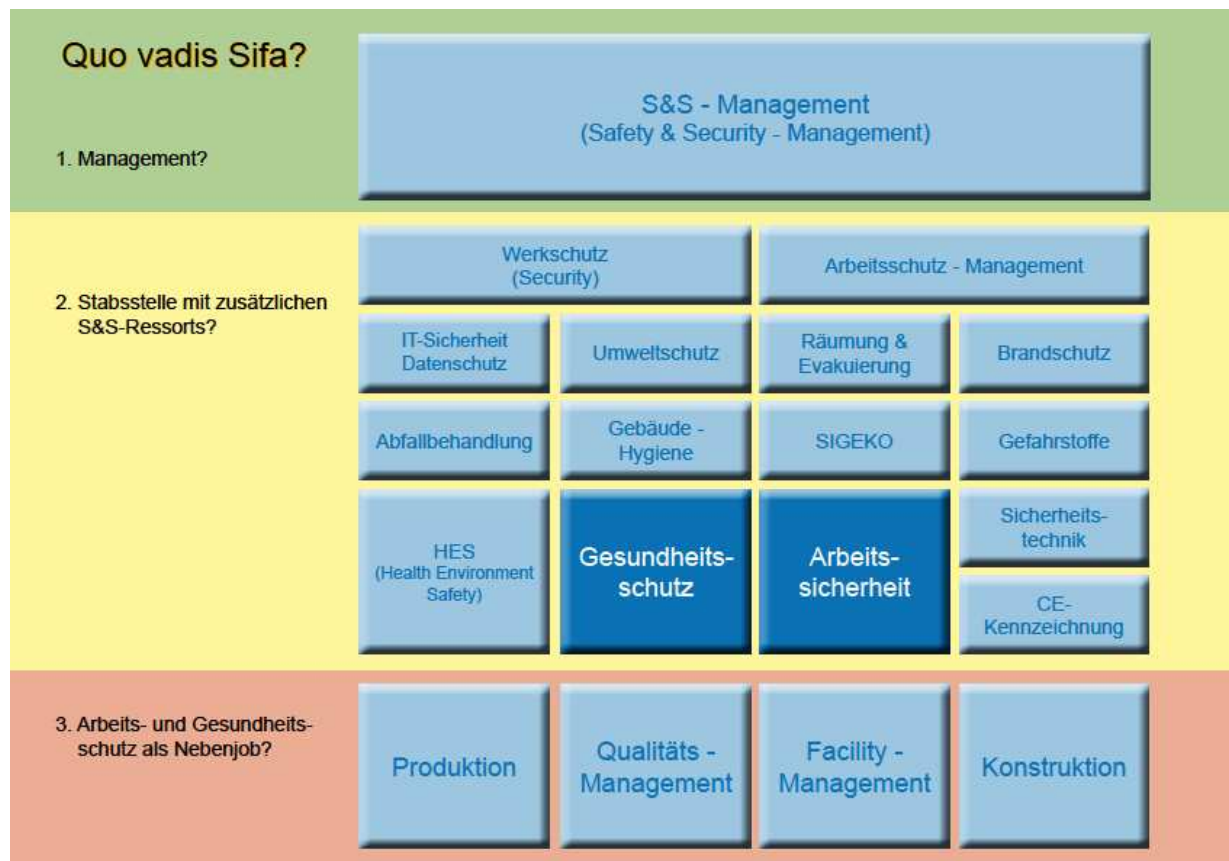 Quo vadis Sifa?
S&S - Management
(Safety & Security - Management)
1. Management?
Werkschutz
(Security)
Arbeitsschutz - Management
2. Stabsstelle mit zusätzlichen
S&S-Ressorts?
IT-Sicherheit
Datenschutz
Umweltschutz
Räumung &
Evakuierung
Brandschutz
Abfallbehandlung
Gebäude -
Hygiene
SIGEKO
Gefahrstoffe
HES
(Health Environment
Safety)
Gesundheits-
schutz
Arbeits-
sicherheit
Sicherheits-
technik
CE-
Kennzeichnung
3. Arbeits- und Gesundheits-
schutz als Nebenjob?
Produktion
Qualitäts -
Management
Facility -
Management
Konstruktion